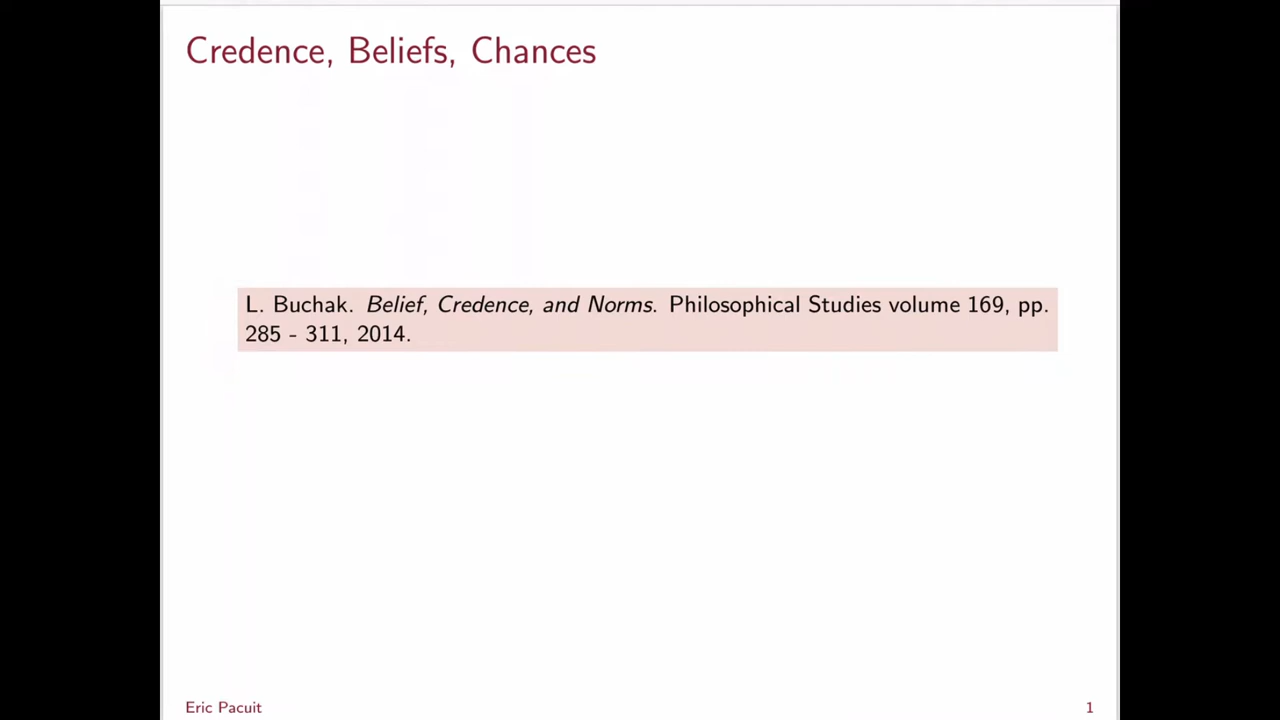 Credence, Beliefs, Chances
L. Buchak. Belief, Credence, and Norms. Philosophical Studies volume 169, pp.
285 - 311, 2014.
Eric Pacuit
1